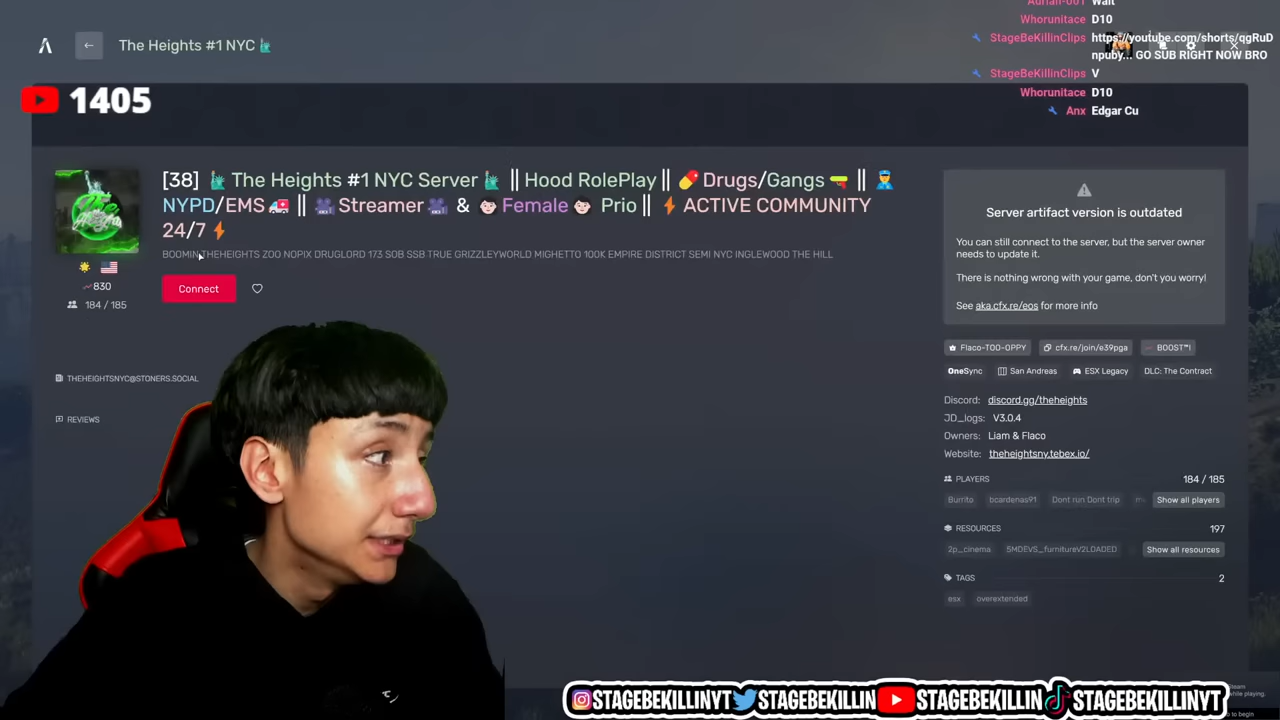 Adrian-001 Wait
Whorunitace D10
StageBeKillinClips https://youtube.com/shorts/qgRuD
npuby... GO SUB RIGHT NOW BRO
StageBeKillinClips V
Whorunitace D10
Anx Edgar Cu
The Heights #1 NYC
1405
[38] The Heights #1 NYC Server || Hood RolePlay || Drugs/Gangs ||
NYPD/EMS || Streamer & Female Prio || ACTIVE COMMUNITY
24/7
BOOMIN THEHEIGHTS ZOO NOPIX DRUGLORD 173 SOB SSB TRUE GRIZZLEYWORLD MIGHETTO 100K EMPIRE DISTRICT SEMI NYC INGLEWOOD THE HILL
830
184 / 185
Connect
THEHEIGHTSNYC@STONERS.SOCIAL
REVIEWS
Server artifact version is outdated
You can still connect to the server, but the server owner
needs to update it.
There is nothing wrong with your game, don't you worry!
See aka.cfx.re/eos for more info
Flaco-TOO-OPPY cfx.re/join/e39pga BOOST™!
OneSync San Andreas ESX Legacy DLC: The Contract
Discord: discord.gg/theheights
JD_logs: V3.0.4
Owners: Liam & Flaco
Website: theheightsny.tebex.io/
PLAYERS 184 / 185
Burrito bcardenas91 Dont run Dont trip Show all players
RESOURCES 197
2p_cinema 5MDEVS_furnitureV2LOADED Show all resources
TAGS 2
esx overextended
STAGEBEKILLINYT STAGEBEKILLIN STAGEBEKILLIN STAGEBEKILLINYT